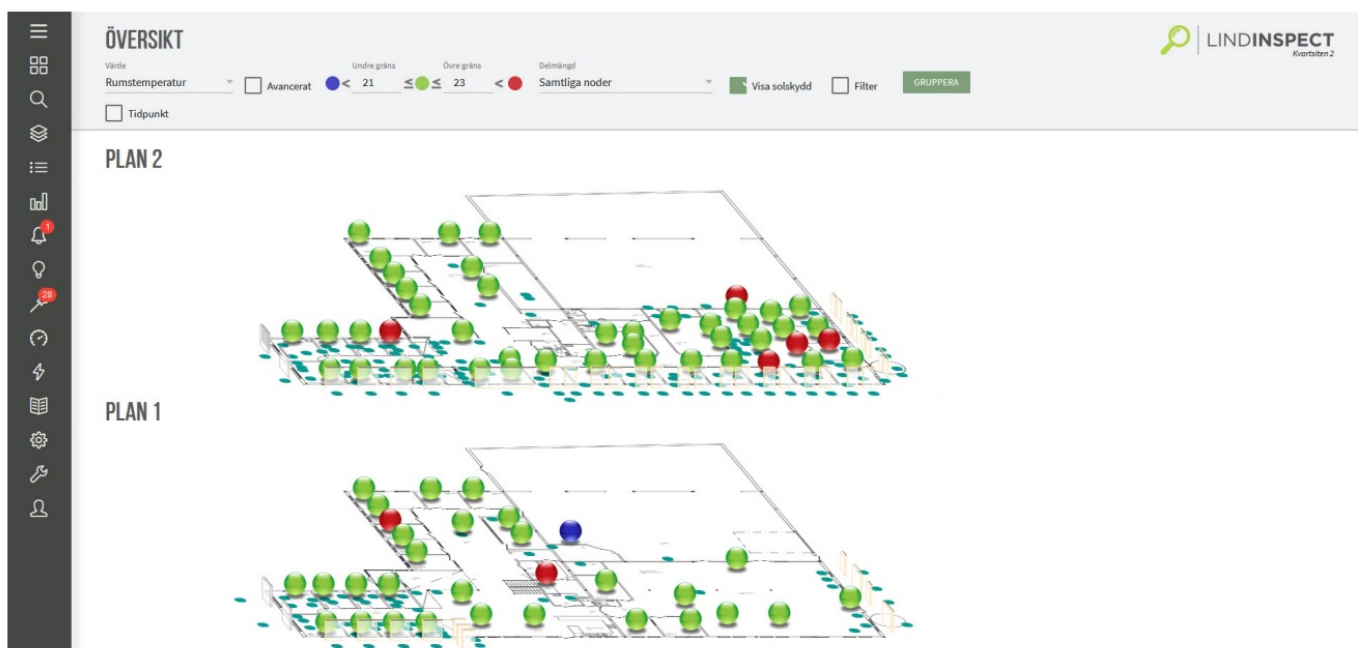 ÖVERSIKT
LINDINSPECT
Kvartsiten 2
Värde
Undre gräns
Övre gräns
Delmängd
Rumstemperatur
Avancerat
< 21 ≤ ≤ 23 <
Samtliga noder
Visa solskydd
Filter
GRUPPERA
Tidpunkt
1
28
PLAN 2
PLAN 1